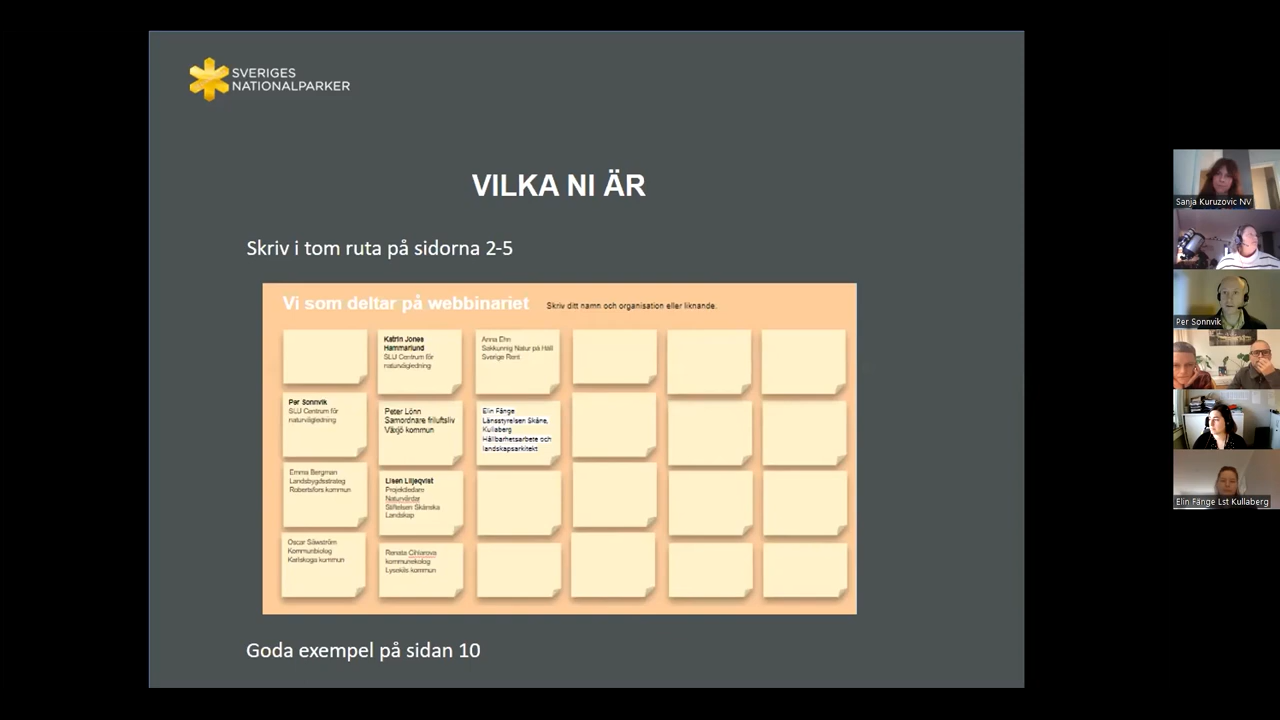 SVERIGES
NATIONALPARKER
VILKA NI ÄR
Skriv i tom ruta på sidorna 2-5
Vi som deltar på webbinariet
Skriv ditt namn och organisation eller liknande.
Katrin Jones
Hammarlund
SLU Centrum för
naturvägledning
Anna Ehn
Sakkunnig Natur på Håll
Sverige Rent
Per Sonnvik
SLU Centrum för
naturvägledning
Peter Lönn
Samordnare friluftsliv
Växjö kommun
Elin Fänge
Länsstyrelsen Skåne,
Kullaberg
Hållbarhetsarbete och
landskapsarkitekt
Emma Bergman
Landsbygdsstrateg
Robertsfors kommun
Lisen Liljeqvist
Projektledare
Naturvårdar
Stiftelsen Skånska
Landskap
Oscar Säwström
Kommunbiolog
Karlskoga kommun
Renata Cihlarova
kommunekolog
Lysekils kommun
Goda exempel på sidan 10
Sanja Kuruzovic NV
Per Sonnvik
Elin Fänge Lst Kullaberg